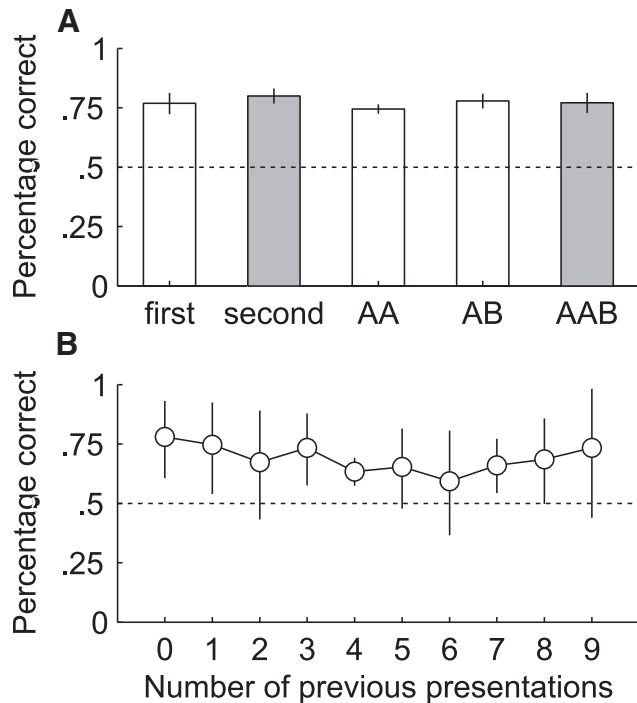 A
Percentage correct
1
.75
.5
.25
0
first second AA AB AAB
B
Percentage correct
1
.75
.5
.25
0
0 1 2 3 4 5 6 7 8 9
Number of previous presentations